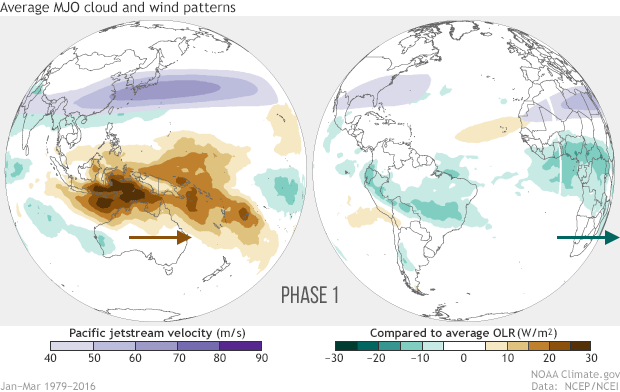 Average MJO cloud and wind patterns
PHASE 1
Pacific jetstream velocity (m/s)
40 50 60 70 80 90
Compared to average OLR (W/m²)
−30 −20 −10 0 10 20 30
NOAA Climate.gov
Jan–Mar 1979–2016
Data: NCEP/NCEI